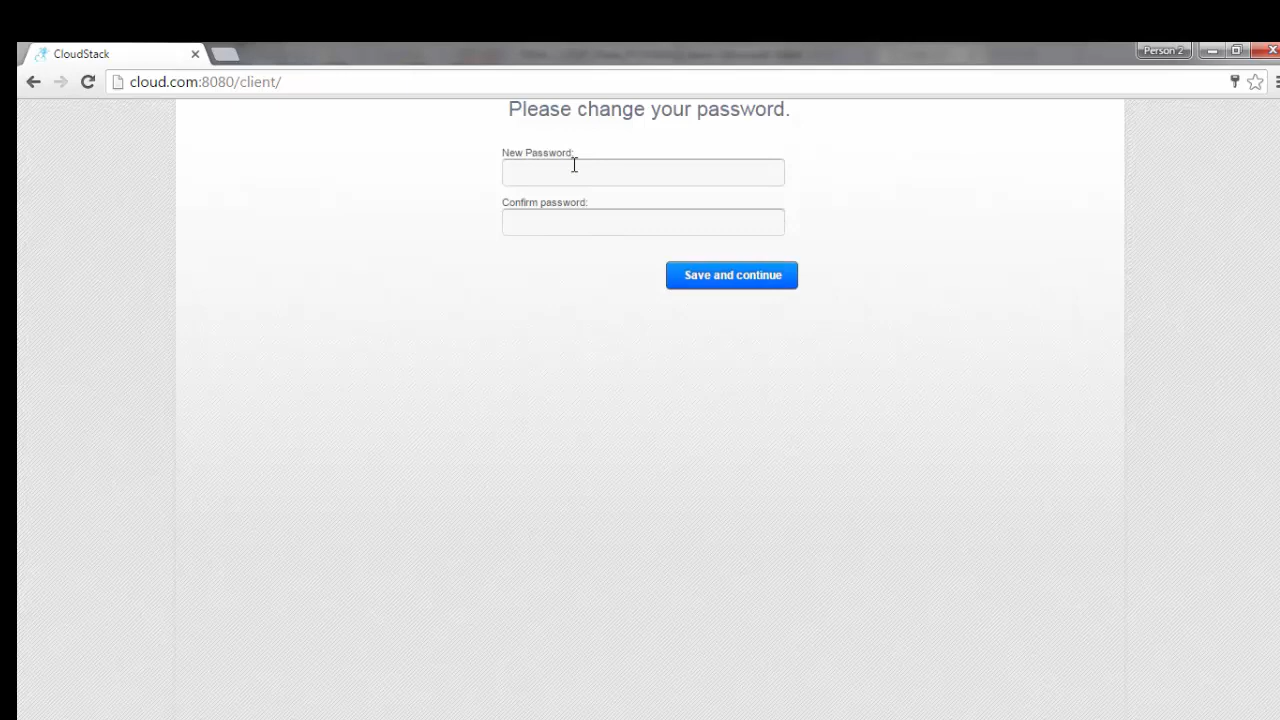 CloudStack
Person 2
cloud.com:8080/client/
Please change your password.
New Password:
Confirm password:
Save and continue